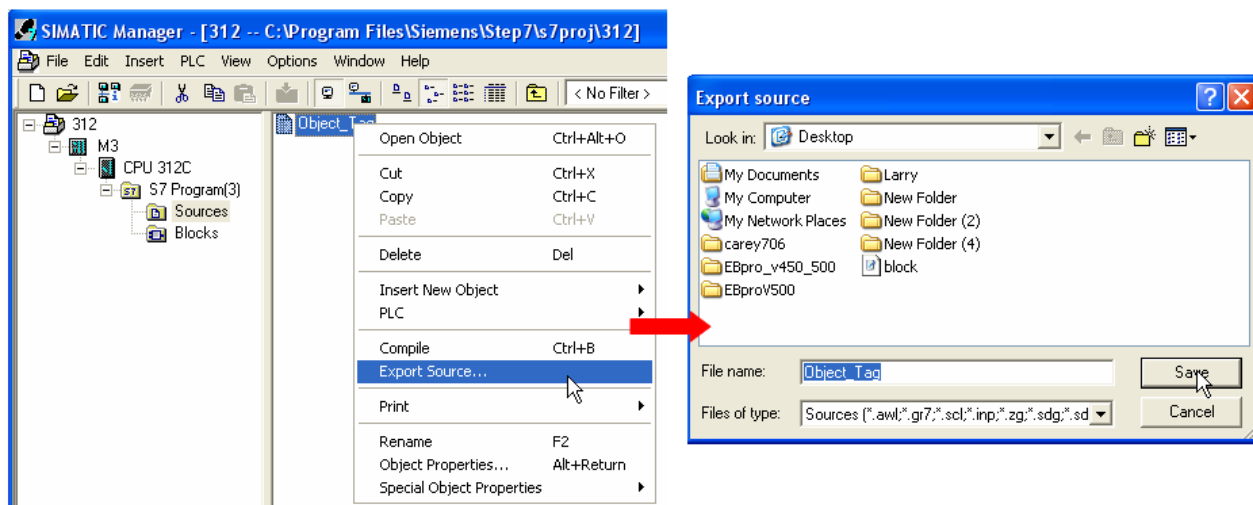 SIMATIC Manager - [312 -- C:\Program Files\Siemens\Step7\s7proj\312]
File Edit Insert PLC View Options Window Help
< No Filter >
312
M3
CPU 312C
S7 Program(3)
Sources
Blocks
Object_Tag
Open Object Ctrl+Alt+O
Cut Ctrl+X
Copy Ctrl+C
Paste Ctrl+V
Delete Del
Insert New Object
PLC
Compile Ctrl+B
Export Source...
Print
Rename F2
Object Properties... Alt+Return
Special Object Properties
Export source
Look in: Desktop
My Documents Larry
My Computer New Folder
My Network Places New Folder (2)
carey706 New Folder (4)
EBpro_v450_500 block
EBproV500
File name: Object_Tag Save
Files of type: Sources (*.awl;*.gr7;*.scl;*.inp;*.zg;*.sdg;*.sd Cancel